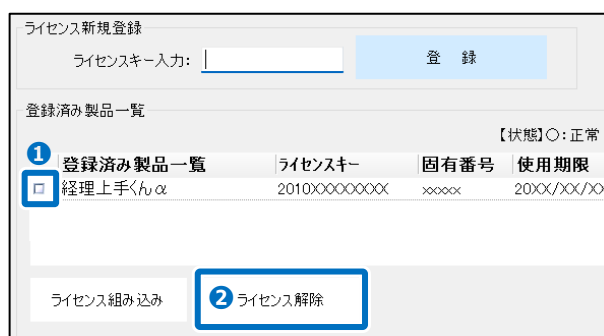 ライセンス新規登録
ライセンスキー入力:
登 録
登録済み製品一覧
【状態】○:正常
1
登録済み製品一覧 ライセンスキー 固有番号 使用期限
経理上手くんα 2010XXXXXXXX xxxxxx 20XX/XX/XX
ライセンス組み込み 2 ライセンス解除